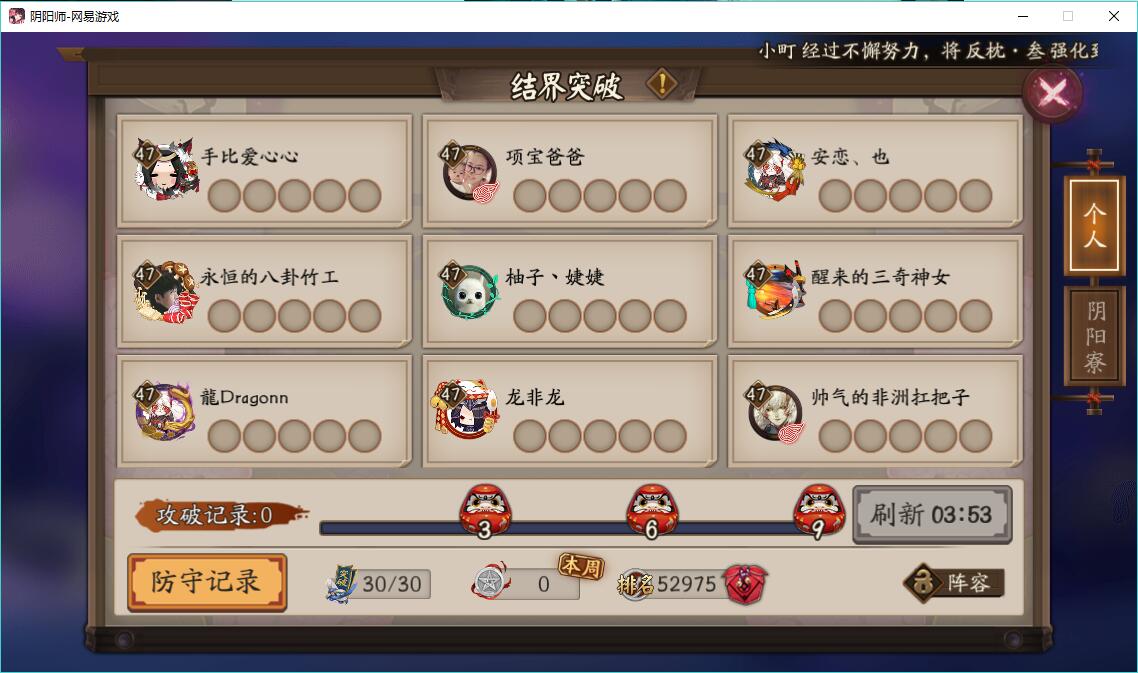 阴阳师-网易游戏
小町 经过不懈努力，将 反枕·叁 强化到
结界突破
47 手比爱心心
47 项宝爸爸
47 安恋、也
47 永恒的八卦竹工
47 柚子丶婕婕
47 醒来的三奇神女
47 龍Dragonn
47 龙非龙
47 帅气的非洲扛把子
个人
阴阳寮
攻破记录:0
3
6
9
刷新 03:53
防守记录
突破
30/30
0
本周
排名 52975
阵容